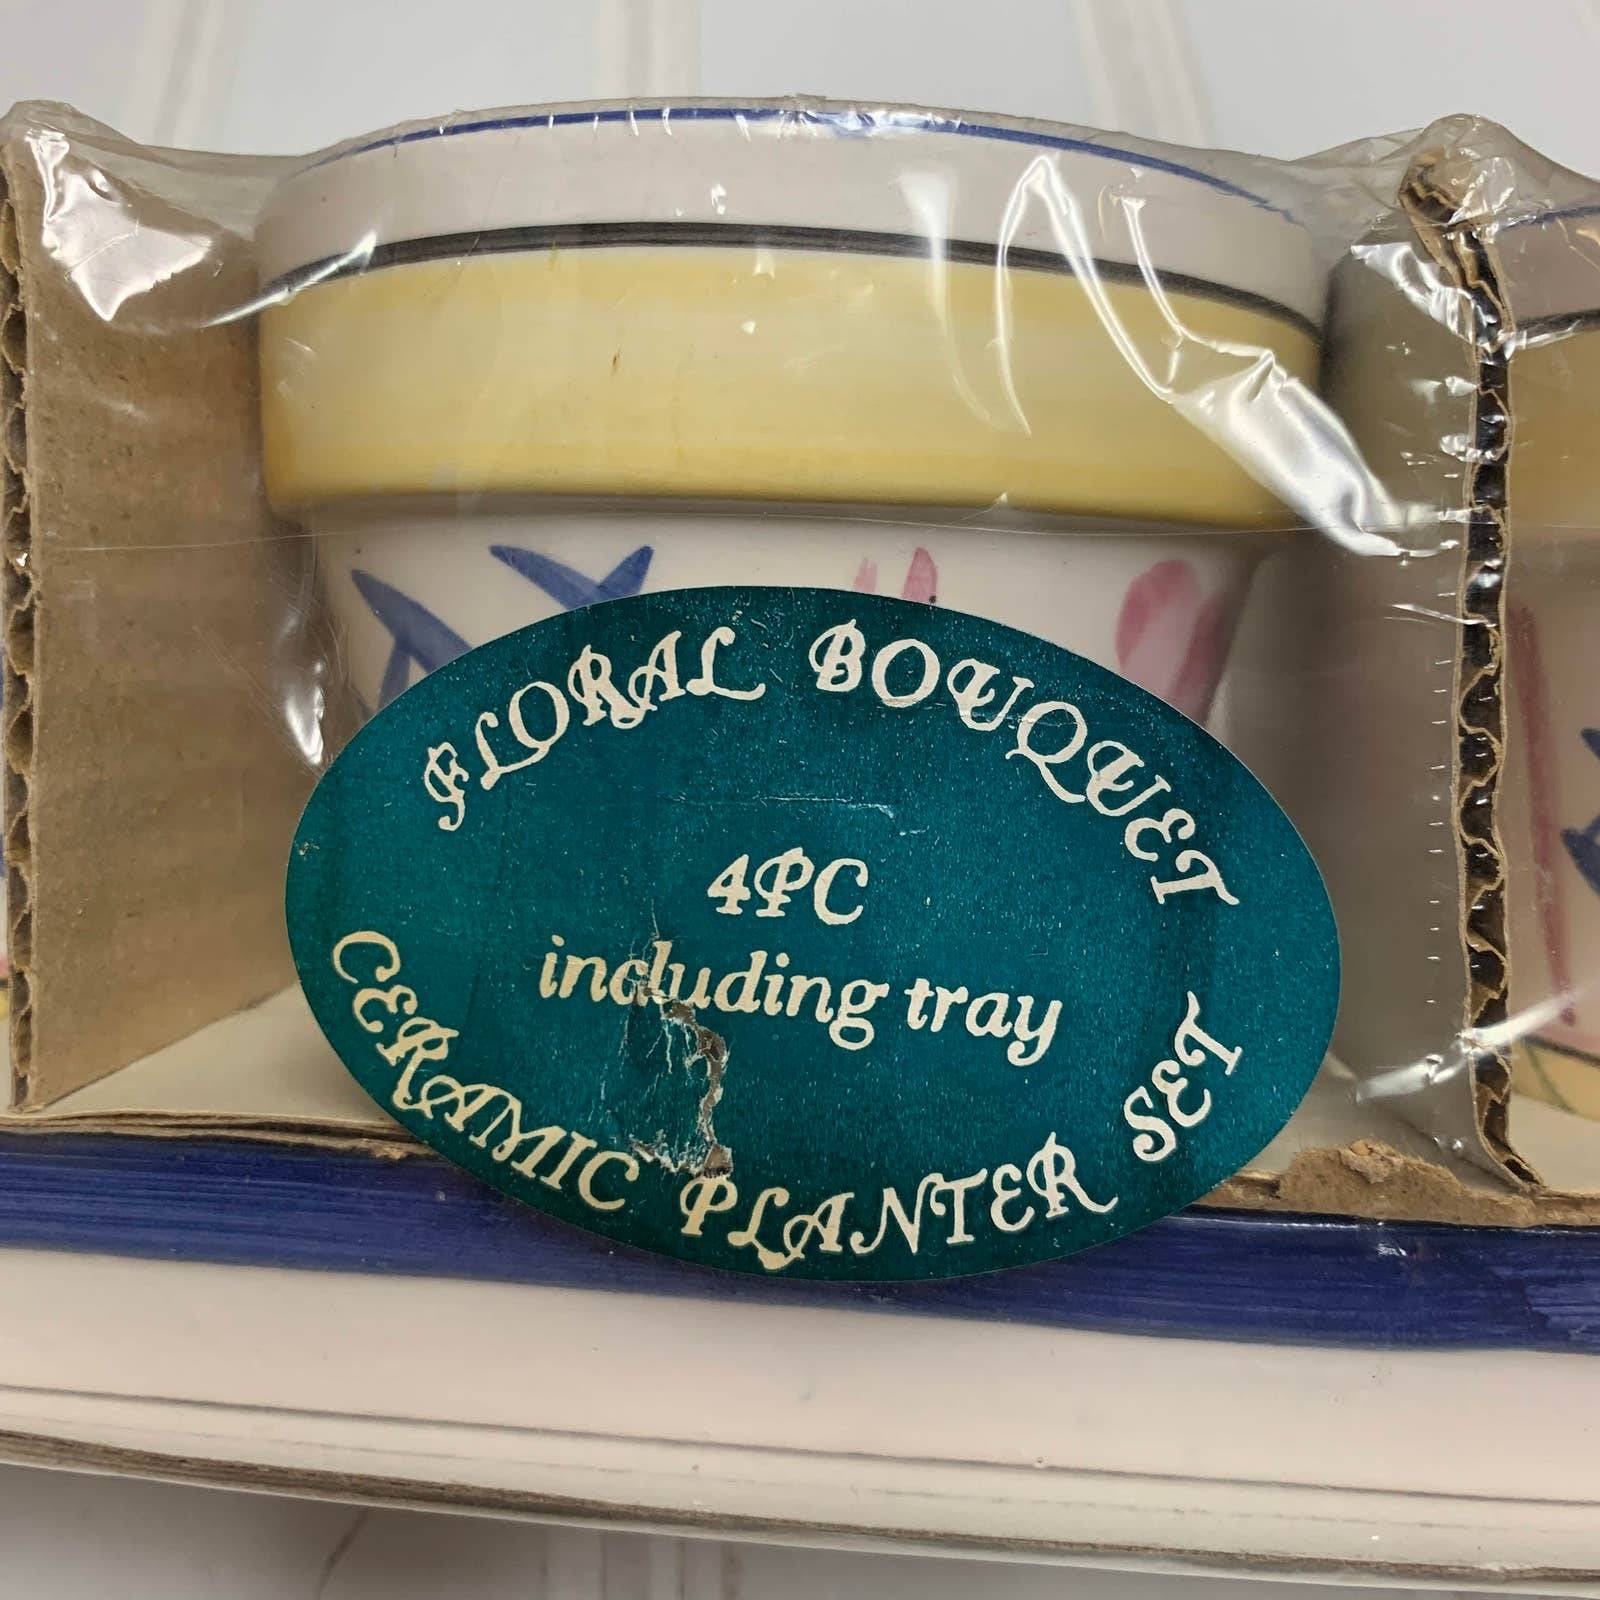 FLORAL BOUQUET
4PC
including tray
CERAMIC PLANTER SET